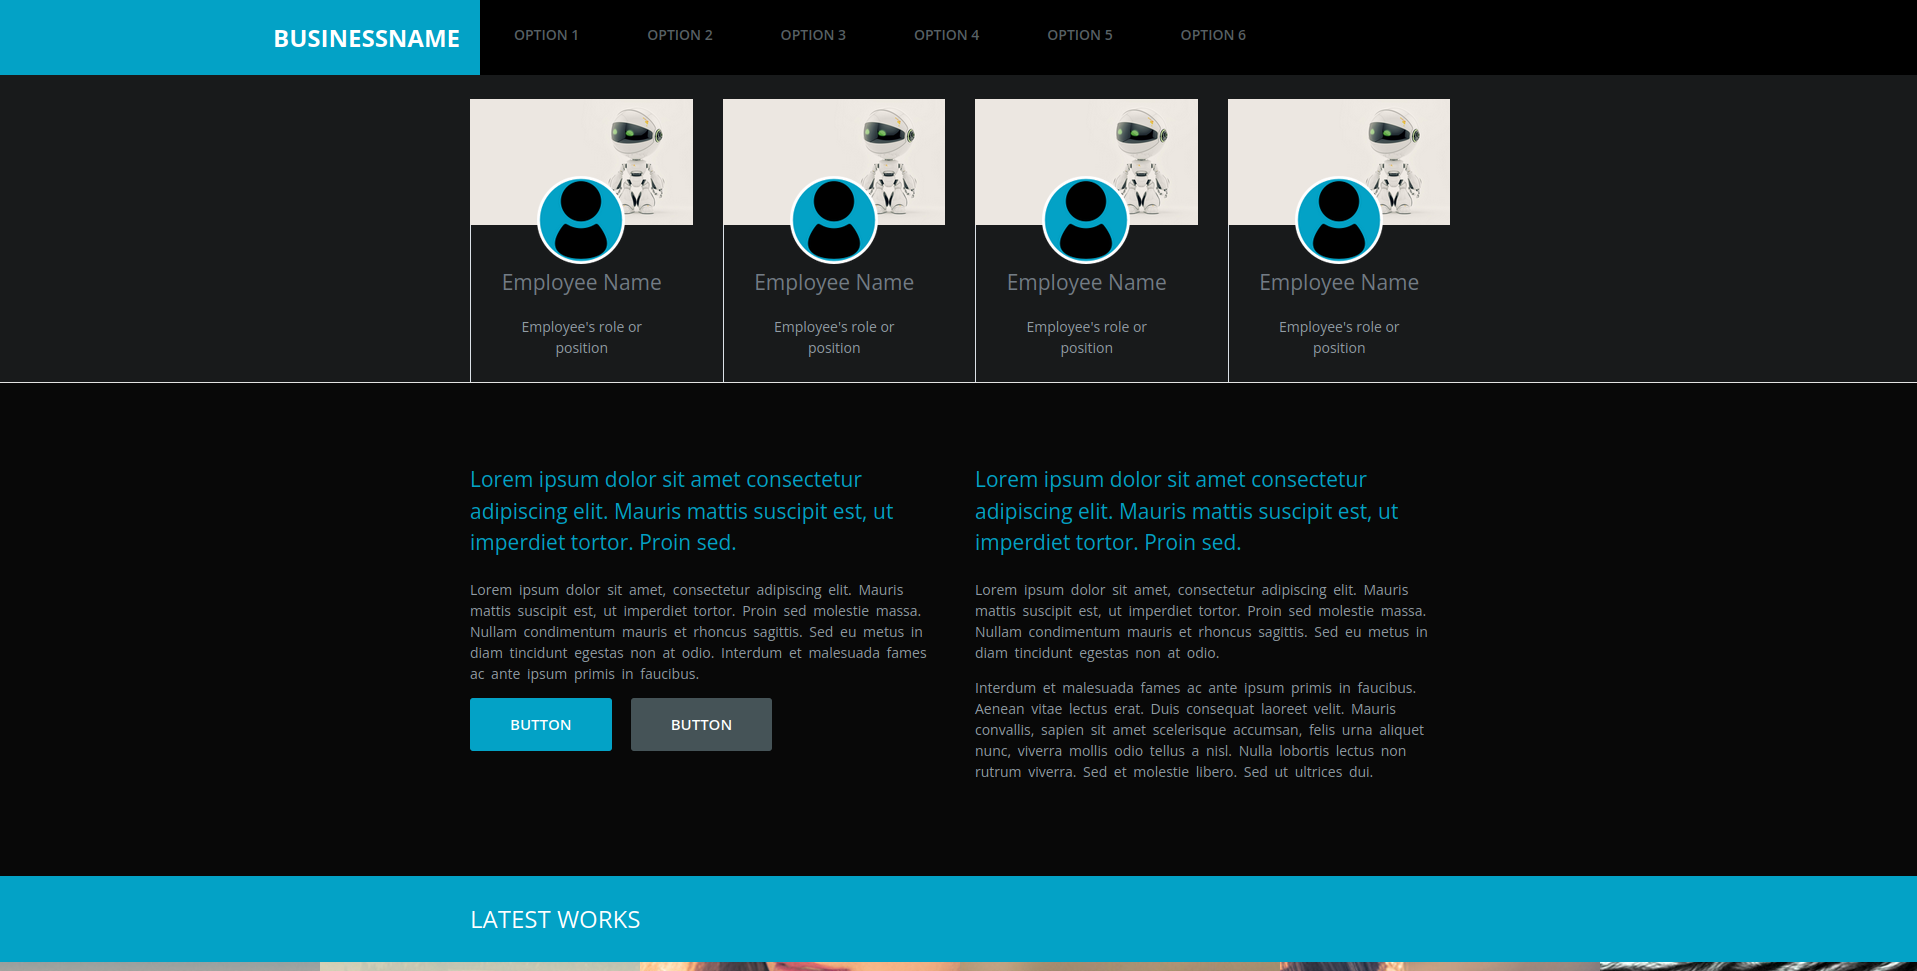 BUSINESSNAME
OPTION 1
OPTION 2
OPTION 3
OPTION 4
OPTION 5
OPTION 6
Employee Name
Employee's role or
position
Employee Name
Employee's role or
position
Employee Name
Employee's role or
position
Employee Name
Employee's role or
position
Lorem ipsum dolor sit amet consectetur
adipiscing elit. Mauris mattis suscipit est, ut
imperdiet tortor. Proin sed.
Lorem ipsum dolor sit amet, consectetur adipiscing elit. Mauris
mattis suscipit est, ut imperdiet tortor. Proin sed molestie massa.
Nullam condimentum mauris et rhoncus sagittis. Sed eu metus in
diam tincidunt egestas non at odio. Interdum et malesuada fames
ac ante ipsum primis in faucibus.
BUTTON
BUTTON
Lorem ipsum dolor sit amet consectetur
adipiscing elit. Mauris mattis suscipit est, ut
imperdiet tortor. Proin sed.
Lorem ipsum dolor sit amet, consectetur adipiscing elit. Mauris
mattis suscipit est, ut imperdiet tortor. Proin sed molestie massa.
Nullam condimentum mauris et rhoncus sagittis. Sed eu metus in
diam tincidunt egestas non at odio.
Interdum et malesuada fames ac ante ipsum primis in faucibus.
Aenean vitae lectus erat. Duis consequat laoreet velit. Mauris
convallis, sapien sit amet scelerisque accumsan, felis urna aliquet
nunc, viverra mollis odio tellus a nisl. Nulla lobortis lectus non
rutrum viverra. Sed et molestie libero. Sed ut ultrices dui.
LATEST WORKS